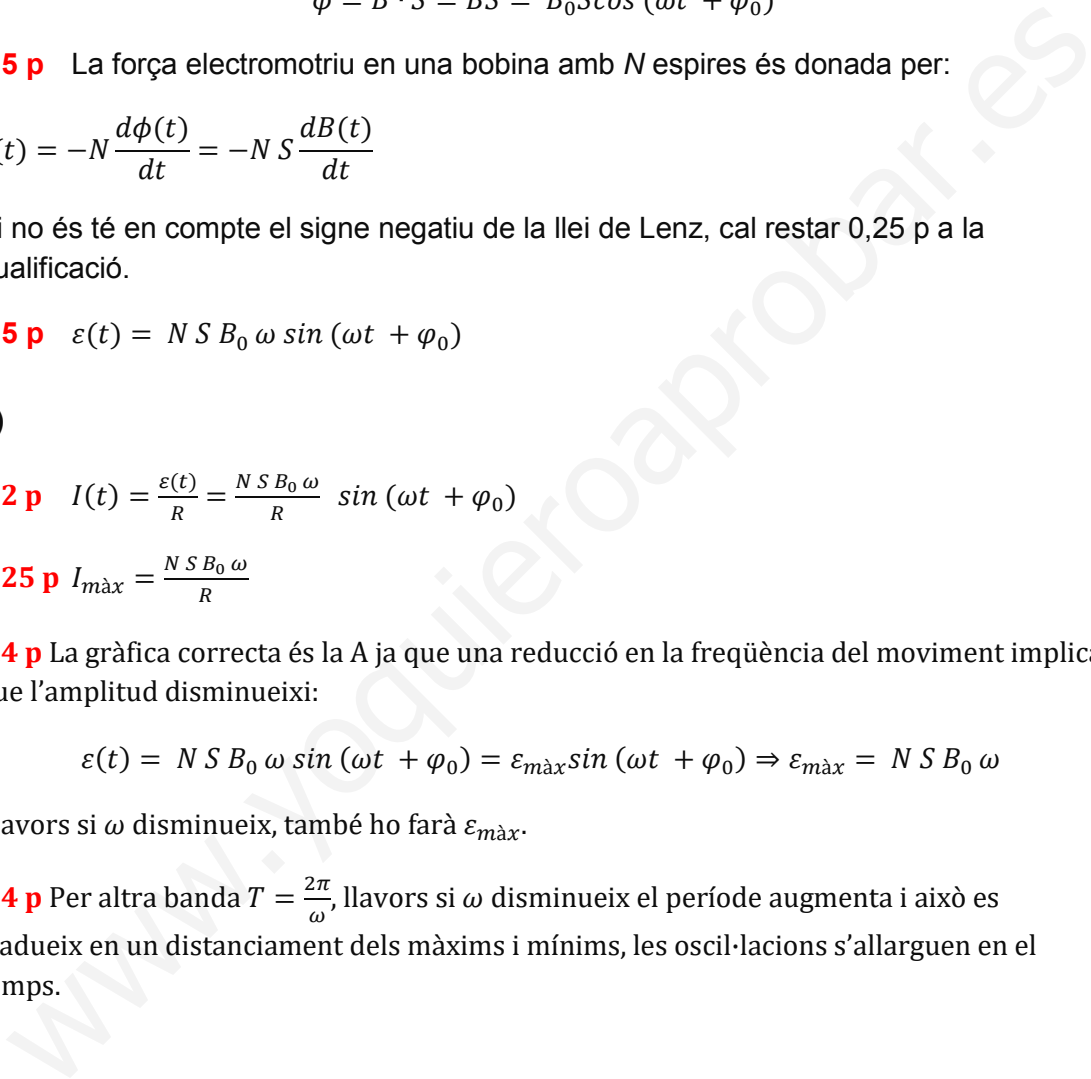 φ = B · S = BS = B₀Scos (ωt + φ₀)
5 p La força electromotriu en una bobina amb N espires és donada per:
(t) = −N dϕ(t)/dt = −N S dB(t)/dt
i no és té en compte el signe negatiu de la llei de Lenz, cal restar 0,25 p a la
ualificació.
5 p ε(t) = N S B₀ ω sin (ωt + φ₀)
)
2 p I(t) = ε(t)/R = N S B₀ ω/R sin (ωt + φ₀)
25 p Iₘàₓ = N S B₀ ω/R
4 p La gràfica correcta és la A ja que una reducció en la freqüència del moviment implica
ue l’amplitud disminueixi:
ε(t) = N S B₀ ω sin (ωt + φ₀) = εₘàₓsin (ωt + φ₀) ⇒ εₘàₓ = N S B₀ ω
avors si ω disminueix, també ho farà εₘàₓ.
4 p Per altra banda T = 2π/ω, llavors si ω disminueix el període augmenta i això es
adueix en un distanciament dels màxims i mínims, les oscil·lacions s’allarguen en el
mps.
www.yoquieroaprobar.es